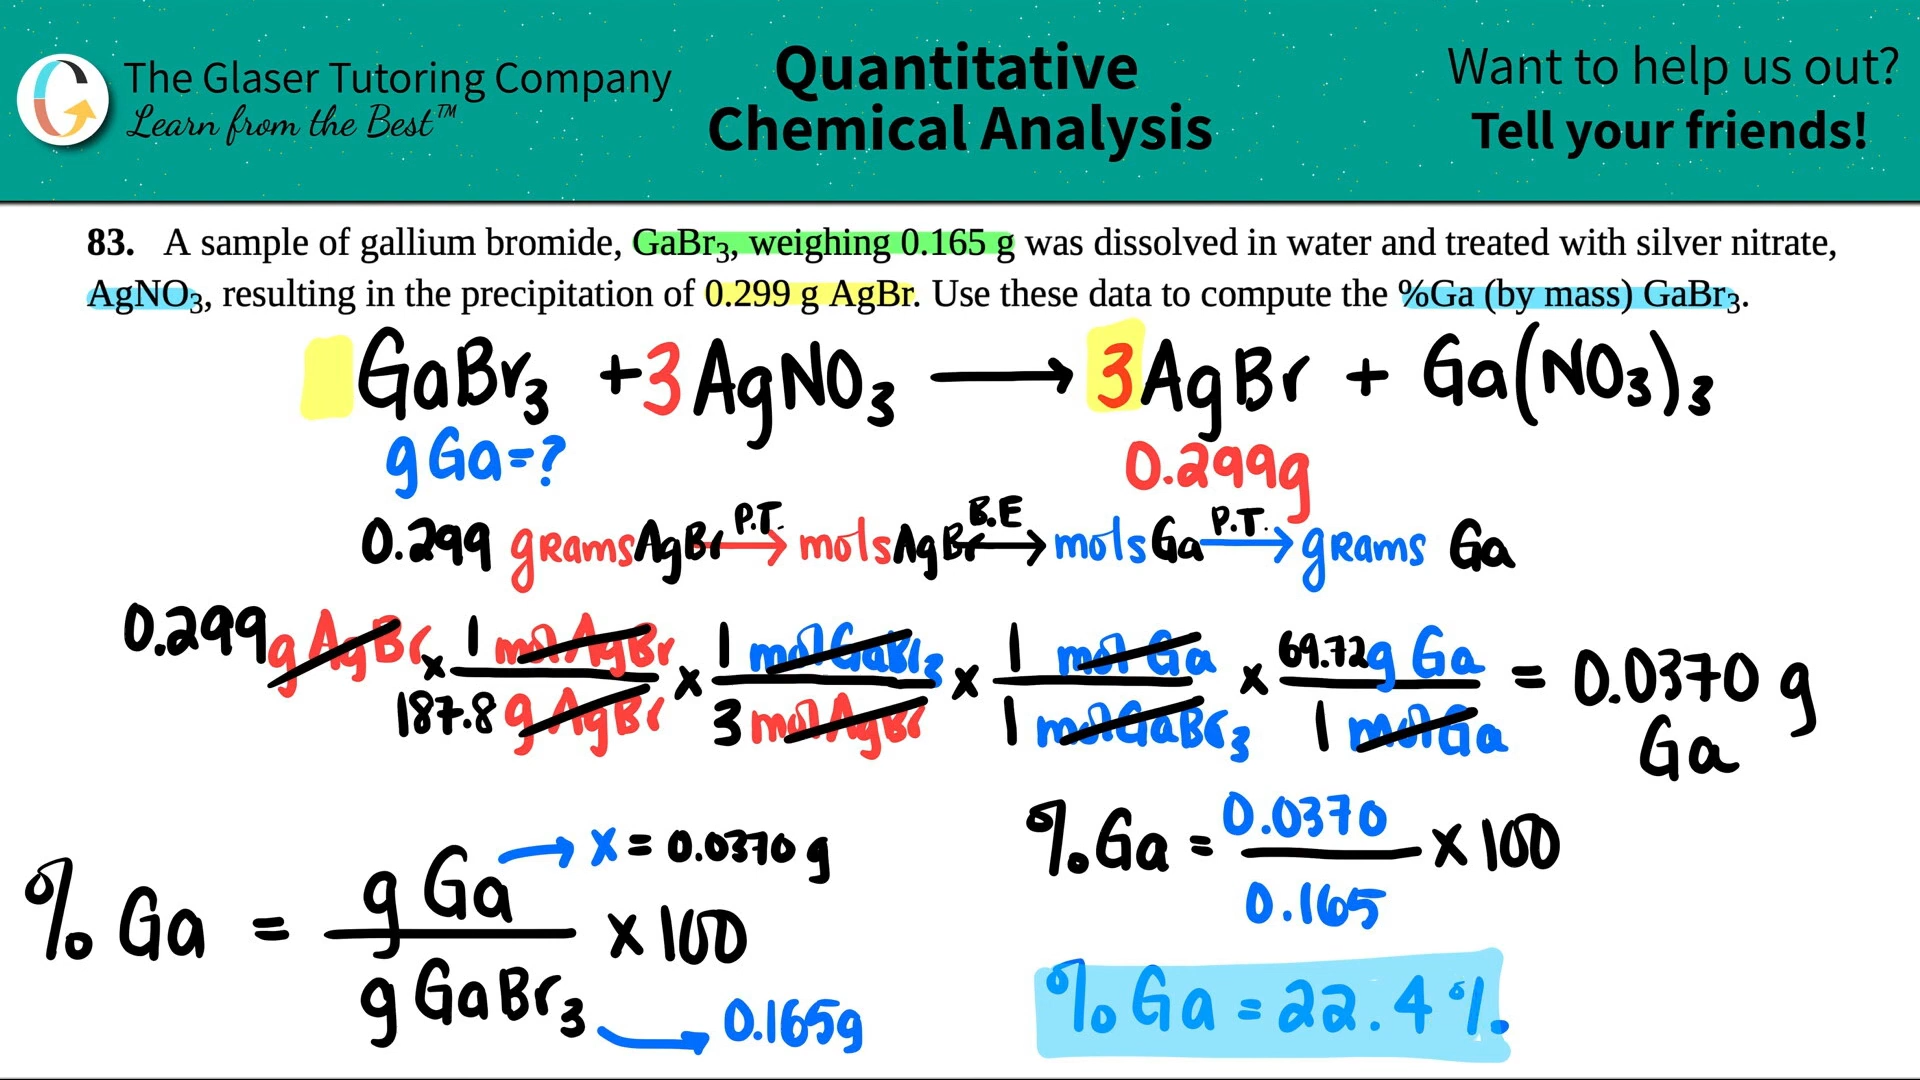 The Glaser Tutoring Company
Learn from the Best™
Quantitative
Chemical Analysis
Want to help us out?
Tell your friends!
83. A sample of gallium bromide, GaBr₃, weighing 0.165 g was dissolved in water and treated with silver nitrate,
AgNO₃, resulting in the precipitation of 0.299 g AgBr. Use these data to compute the %Ga (by mass) GaBr₃.
GaBr₃ + 3 AgNO₃ → 3 AgBr + Ga(NO₃)₃
g Ga = ?
0.299g
P.T. B.E P.T.
0.299 grams AgBr → mols AgBr → mols Ga → grams Ga
0.299 g AgBr × 1 mol AgBr × 1 mol GaBr₃ × 1 mol Ga × 69.72 g Ga = 0.0370 g
187.8 g AgBr 3 mol AgBr 1 mol GaBr₃ 1 mol Ga Ga
% Ga = g Ga × 100
g GaBr₃
→ x = 0.0370 g
→ 0.165g
% Ga = 0.0370 × 100
0.165
% Ga = 22.4 %